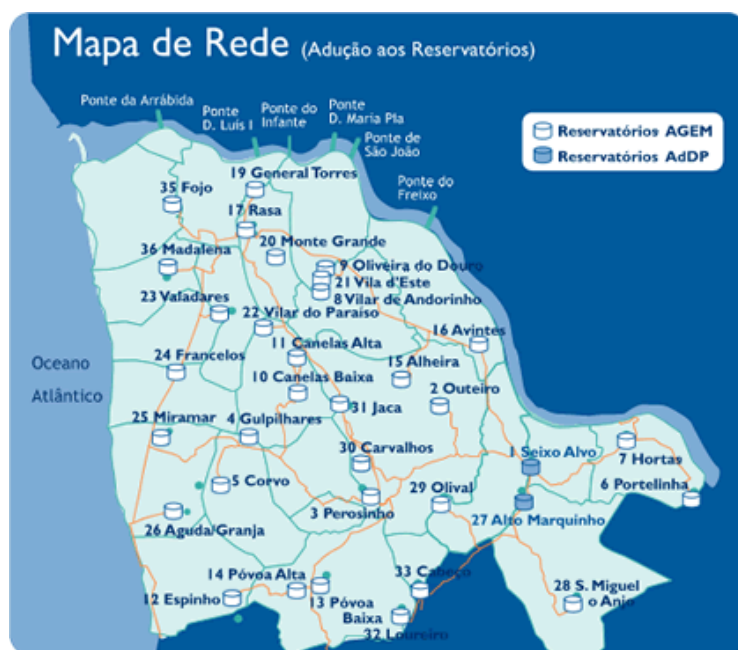 Mapa de Rede (Adução aos Reservatórios)
Ponte da Arrábida
Ponte
D. Luís I
Ponte do
Infante
Ponte
D. Maria Pla
Ponte de
São João
Ponte do
Freixo
Reservatórios AGEM
Reservatórios AdDP
19 General Torres
35 Fojo
17 Rasa
20 Monte Grande
36 Madalena
9 Oliveira do Douro
21 Vila d'Este
8 Vilar de Andorinho
23 Valadares
22 Vilar do Paraíso
16 Avintes
11 Canelas Alta
24 Francelos
15 Alheira
10 Canelas Baixa
2 Outeiro
31 Jaca
Oceano
Atlântico
25 Miramar
4 Gulpilhares
30 Carvalhos
1 Seixo Alvo
7 Hortas
5 Corvo
29 Olival
6 Portelinha
3 Perosinho
27 Alto Marquinho
26 Aguda/Granja
14 Póvoa Alta
33 Cabeço
28 S. Miguel
o Anjo
12 Espinho
13 Póvoa
Baixa
32 Loureiro